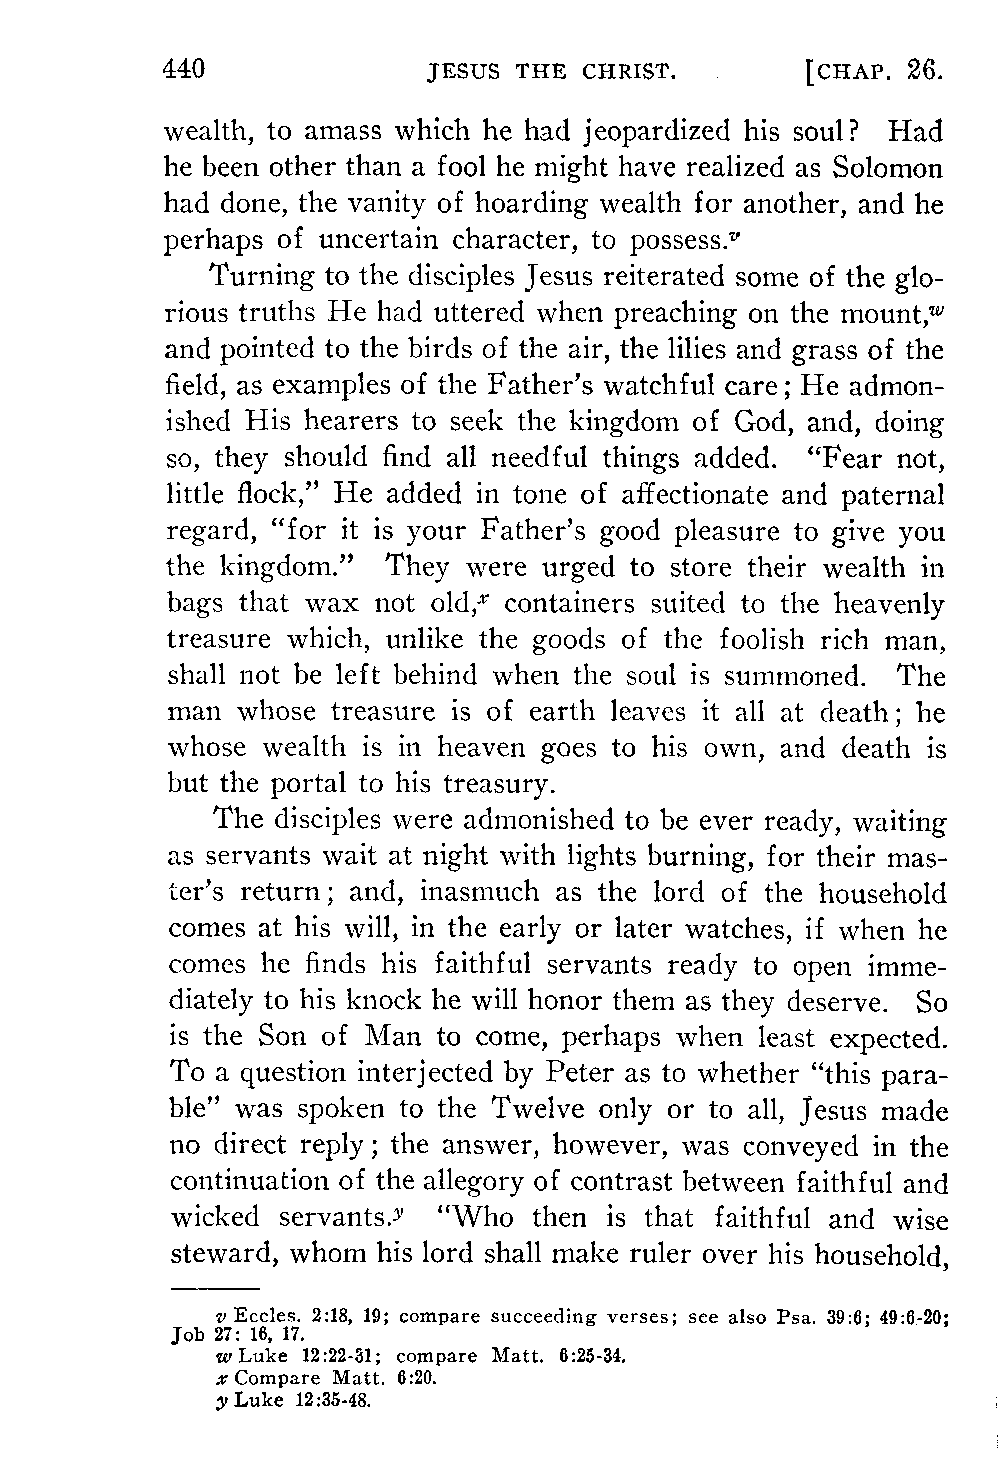 440 JESUS THE CHRIST. [CHAP. 26.
wealth, to amass which he had jeopardized his soul? Had
he been other than a fool he might have realized as Solomon
had done, the vanity of hoarding wealth for another, and he
perhaps of uncertain character, to possess.v
Turning to the disciples Jesus reiterated some of the glo-
rious truths He had uttered when preaching on the mount,w
and pointed to the birds of the air, the lilies and grass of the
field, as examples of the Father's watchful care; He admon-
ished His hearers to seek the kingdom of God, and, doing
so, they should find all needful things added. “Fear not,
little flock,” He added in tone of affectionate and paternal
regard, “for it is your Father's good pleasure to give you
the kingdom.” They were urged to store their wealth in
bags that wax not old,x containers suited to the heavenly
treasure which, unlike the goods of the foolish rich man,
shall not be left behind when the soul is summoned. The
man whose treasure is of earth leaves it all at death; he
whose wealth is in heaven goes to his own, and death is
but the portal to his treasury.
The disciples were admonished to be ever ready, waiting
as servants wait at night with lights burning, for their mas-
ter's return; and, inasmuch as the lord of the household
comes at his will, in the early or later watches, if when he
comes he finds his faithful servants ready to open imme-
diately to his knock he will honor them as they deserve. So
is the Son of Man to come, perhaps when least expected.
To a question interjected by Peter as to whether “this para-
ble” was spoken to the Twelve only or to all, Jesus made
no direct reply; the answer, however, was conveyed in the
continuation of the allegory of contrast between faithful and
wicked servants.y “Who then is that faithful and wise
steward, whom his lord shall make ruler over his household,
v Eccles. 2:18, 19; compare succeeding verses; see also Psa. 39:6; 49:6-20;
Job 27: 16, 17.
w Luke 12:22-31; compare Matt. 6:25-34.
x Compare Matt. 6:20.
y Luke 12:35-48.